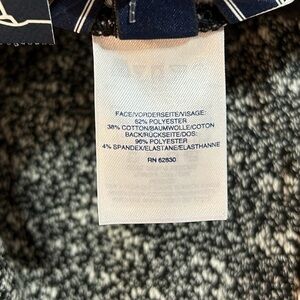 FACE/VORDERSEITE/VISAGE:
62% POLYESTER
38% COTTON/BAUMWOLLE/COTON
BACK/RÜCKSEITE/DOS:
96% POLYESTER
4% SPANDEX/ELASTANE/ELASTHANNE
RN 62830